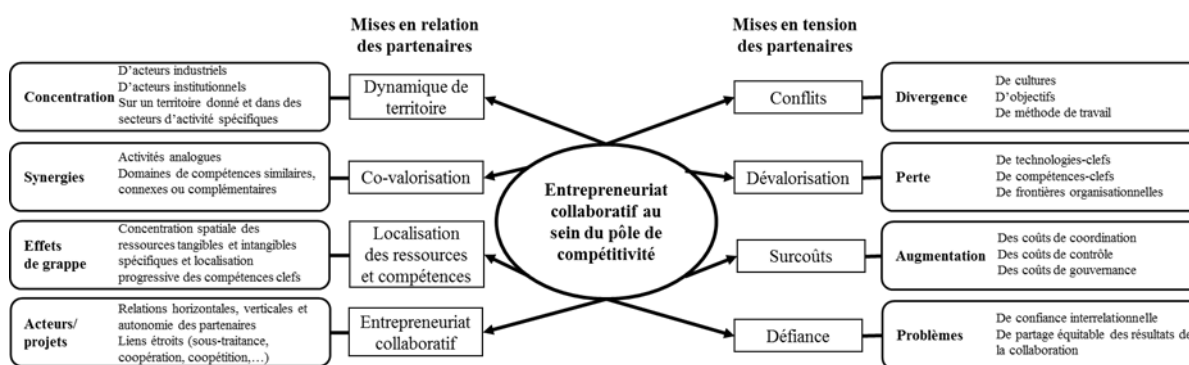 Mises en relation
des partenaires
Mises en tension
des partenaires
Concentration
D'acteurs industriels
D'acteurs institutionnels
Sur un territoire donné et dans des
secteurs d'activité spécifiques
Dynamique de
territoire
Synergies
Activités analogues
Domaines de compétences similaires,
connexes ou complémentaires
Co-valorisation
Effets
de grappe
Concentration spatiale des
ressources tangibles et intangibles
spécifiques et localisation
progressive des compétences clefs
Localisation
des ressources
et compétences
Acteurs/
projets
Relations horizontales, verticales et
autonomie des partenaires
Liens étroits (sous-traitance,
coopération, coopétition,…)
Entrepreneuriat
collaboratif
Entrepreneuriat
collaboratif au
sein du pôle de
compétitivité
Conflits
Divergence
De cultures
D'objectifs
De méthode de travail
Dévalorisation
Perte
De technologies-clefs
De compétences-clefs
De frontières organisationnelles
Surcoûts
Augmentation
Des coûts de coordination
Des coûts de contrôle
Des coûts de gouvernance
Défiance
Problèmes
De confiance interrelationnelle
De partage équitable des résultats de
la collaboration